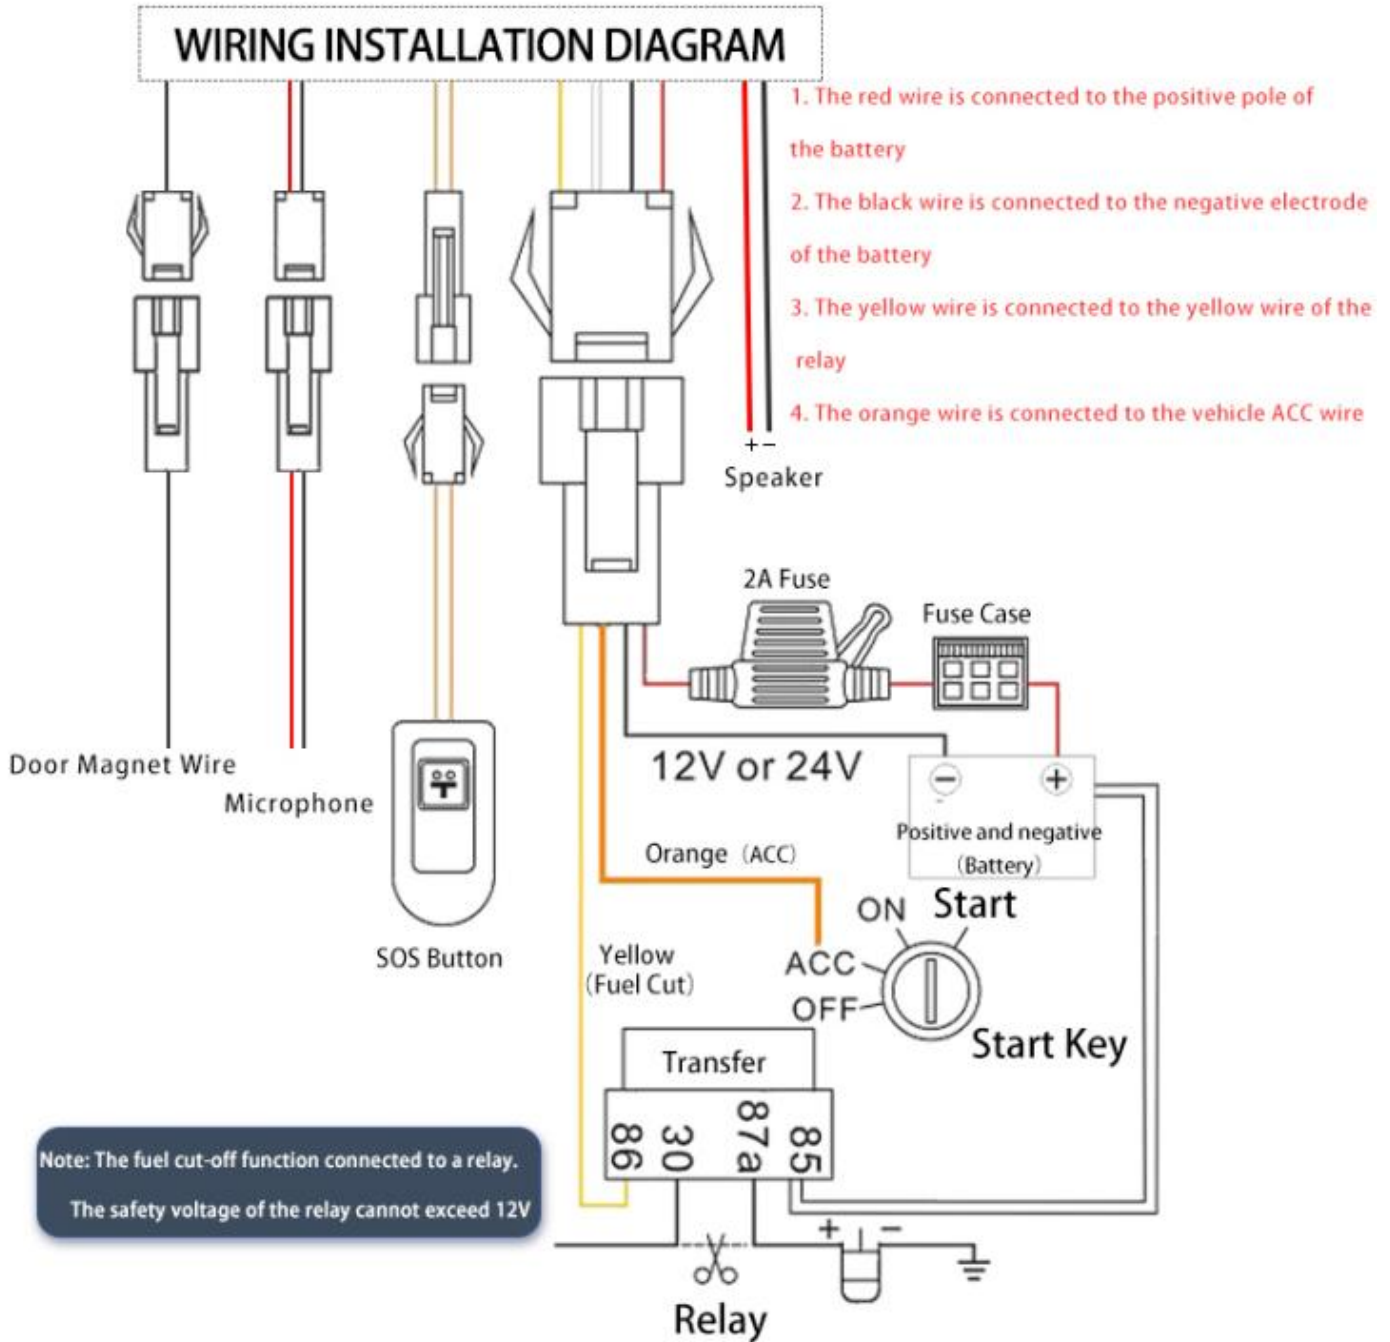 WIRING INSTALLATION DIAGRAM
1. The red wire is connected to the positive pole of
the battery
2. The black wire is connected to the negative electrode
of the battery
3. The yellow wire is connected to the yellow wire of the
relay
4. The orange wire is connected to the vehicle ACC wire
+ −
Speaker
2A Fuse
Fuse Case
Door Magnet Wire
Microphone
12V or 24V
− +
Positive and negative
(Battery)
Orange (ACC)
ON Start
SOS Button
Yellow
(Fuel Cut)
ACC
OFF
Start Key
Transfer
86 30 87a 85
Note: The fuel cut-off function connected to a relay.
The safety voltage of the relay cannot exceed 12V
+ −
Relay